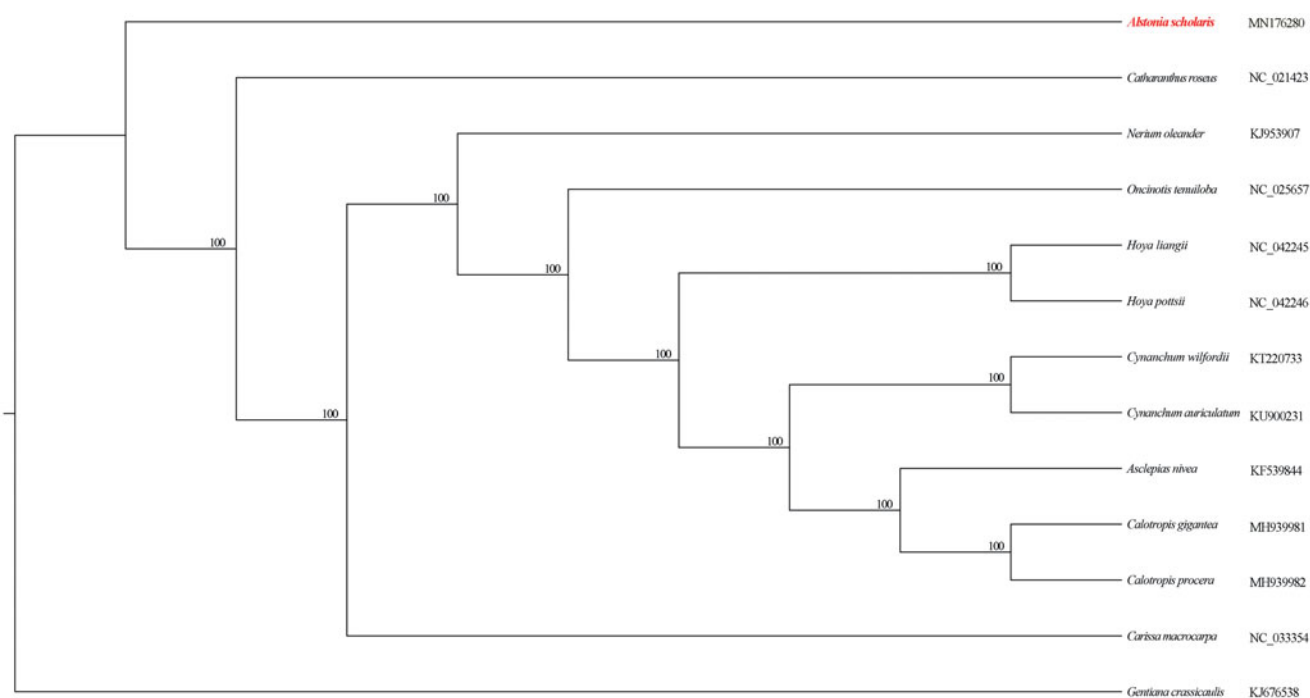 Alstonia scholaris MN176280
Catharanthus roseus NC_021423
Nerium oleander KJ953907
100
Oncinotis tenuiloba NC_025657
100
Hoya liangii NC_042245
100
100
Hoya pottsii NC_042246
100
Cynanchum wilfordii KT220733
100
Cynanchum auriculatum KU900231
100
100
Asclepias nivea KF539844
100
Calotropis gigantea MH939981
100
Calotropis procera MH939982
Carissa macrocarpa NC_033354
Gentiana crassicaulis KJ676538